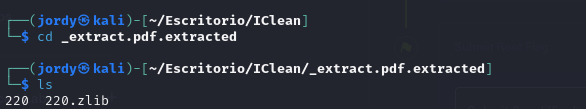 ┌──(jordy㉿kali)-[~/Escritorio/IClean]
└─$ cd _extract.pdf.extracted
┌──(jordy㉿kali)-[~/Escritorio/IClean/_extract.pdf.extracted]
└─$ ls
220  220.zlib